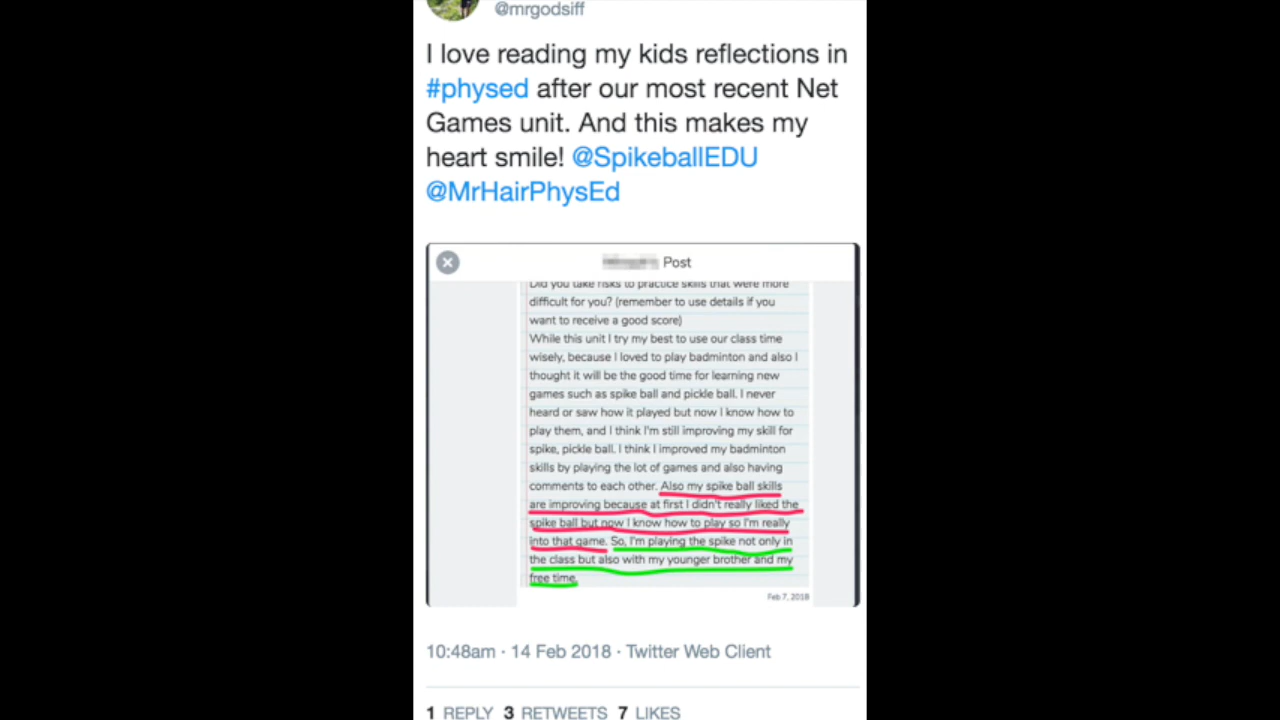 @mrgodsiff
I love reading my kids reflections in
#physed after our most recent Net
Games unit. And this makes my
heart smile! @SpikeballEDU
@MrHairPhysEd
Post
Did you take risks to practice skills that were more
difficult for you? (remember to use details if you
want to receive a good score)
While this unit I try my best to use our class time
wisely, because I loved to play badminton and also I
thought it will be the good time for learning new
games such as spike ball and pickle ball. I never
heard or saw how it played but now I know how to
play them, and I think I'm still improving my skill for
spike, pickle ball. I think I improved my badminton
skills by playing the lot of games and also having
comments to each other. Also my spike ball skills
are improving because at first I didn't really liked the
spike ball but now I know how to play so I'm really
into that game. So, I'm playing the spike not only in
the class but also with my younger brother and my
free time.
Feb 7, 2018
10:48am · 14 Feb 2018 · Twitter Web Client
1 REPLY 3 RETWEETS 7 LIKES